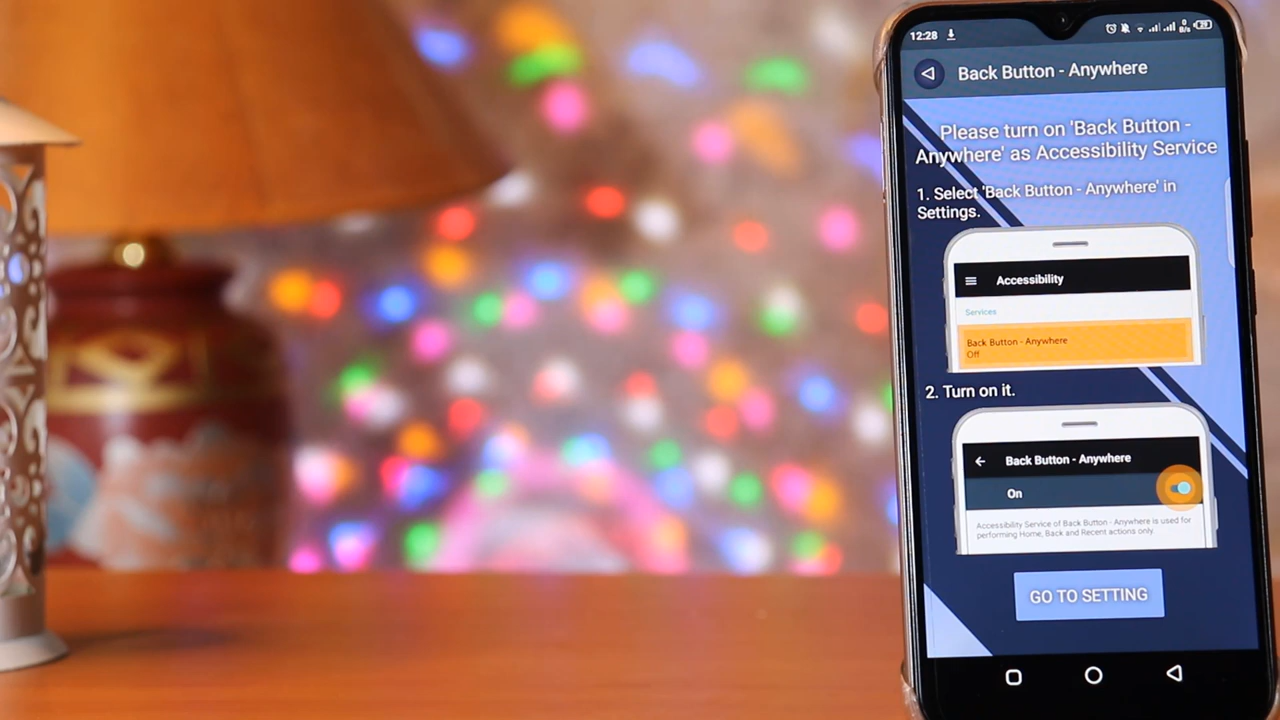 12:28
Back Button - Anywhere
Please turn on 'Back Button -
Anywhere' as Accessibility Service
1. Select 'Back Button - Anywhere' in
Settings.
Accessibility
Services
Back Button - Anywhere
Off
2. Turn on it.
Back Button - Anywhere
On
Accessibility Service of Back Button - Anywhere is used for
performing Home, Back and Recent actions only.
GO TO SETTING